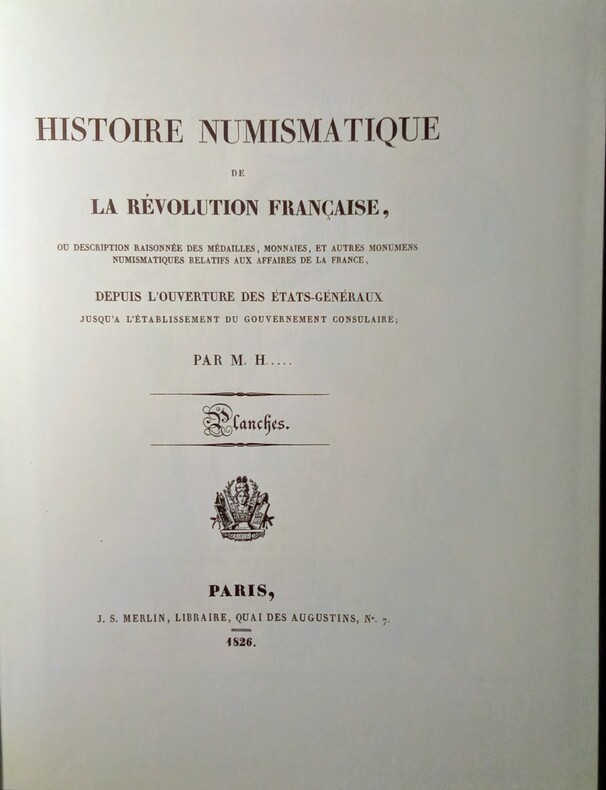 HISTOIRE NUMISMATIQUE
DE
LA RÉVOLUTION FRANÇAISE,
OU DESCRIPTION RAISONNÉE DES MÉDAILLES, MONNAIES, ET AUTRES MONUMENS
NUMISMATIQUES RELATIFS AUX AFFAIRES DE LA FRANCE,
DEPUIS L'OUVERTURE DES ÉTATS-GÉNÉRAUX
JUSQU'A L'ÉTABLISSEMENT DU GOUVERNEMENT CONSULAIRE;
PAR M. H.....
Planches.
PARIS,
J. S. MERLIN, LIBRAIRE, QUAI DES AUGUSTINS, No. 7.
1826.